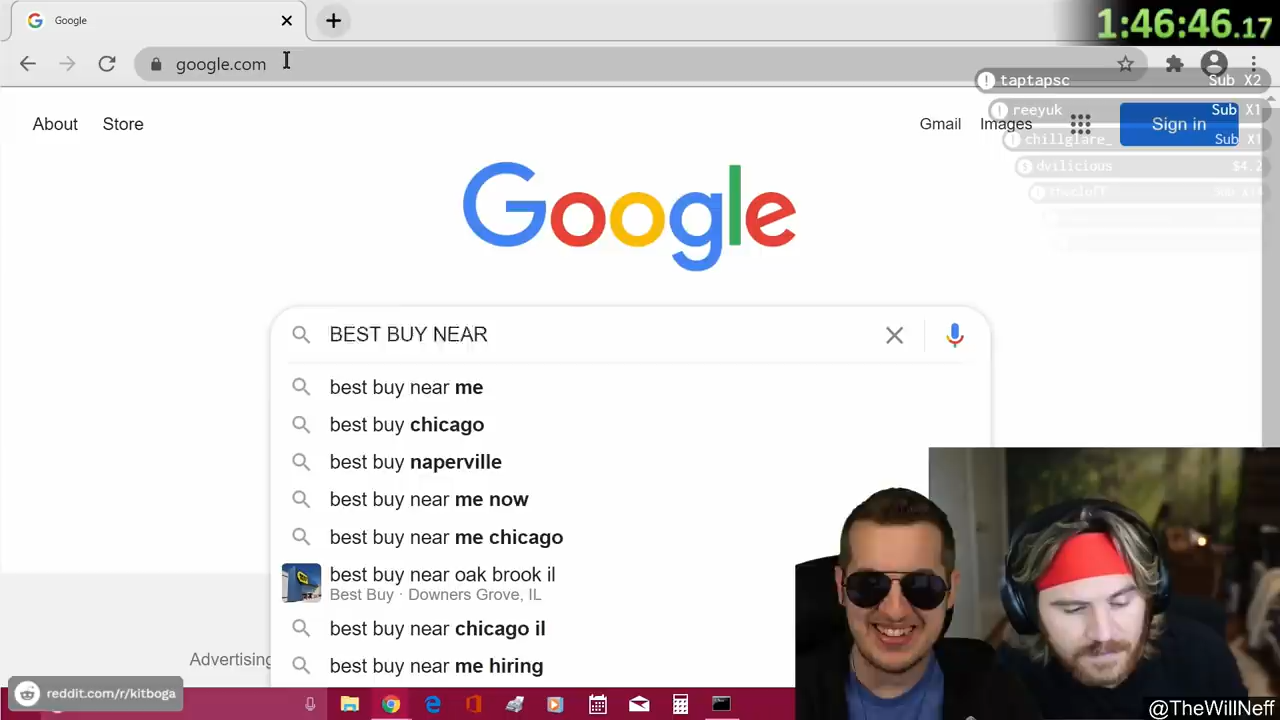 Google
1:46:46.17
google.com
taptapsc Sub X2
reeyuk Sub X1
chillglare_ Sub X1
dvilicious
About Store
Gmail Images
Sign in
Google
BEST BUY NEAR
best buy near me
best buy chicago
best buy naperville
best buy near me now
best buy near me chicago
best buy near oak brook il
Best Buy · Downers Grove, IL
best buy near chicago il
best buy near me hiring
Advertising
reddit.com/r/kitboga
@TheWillNeff